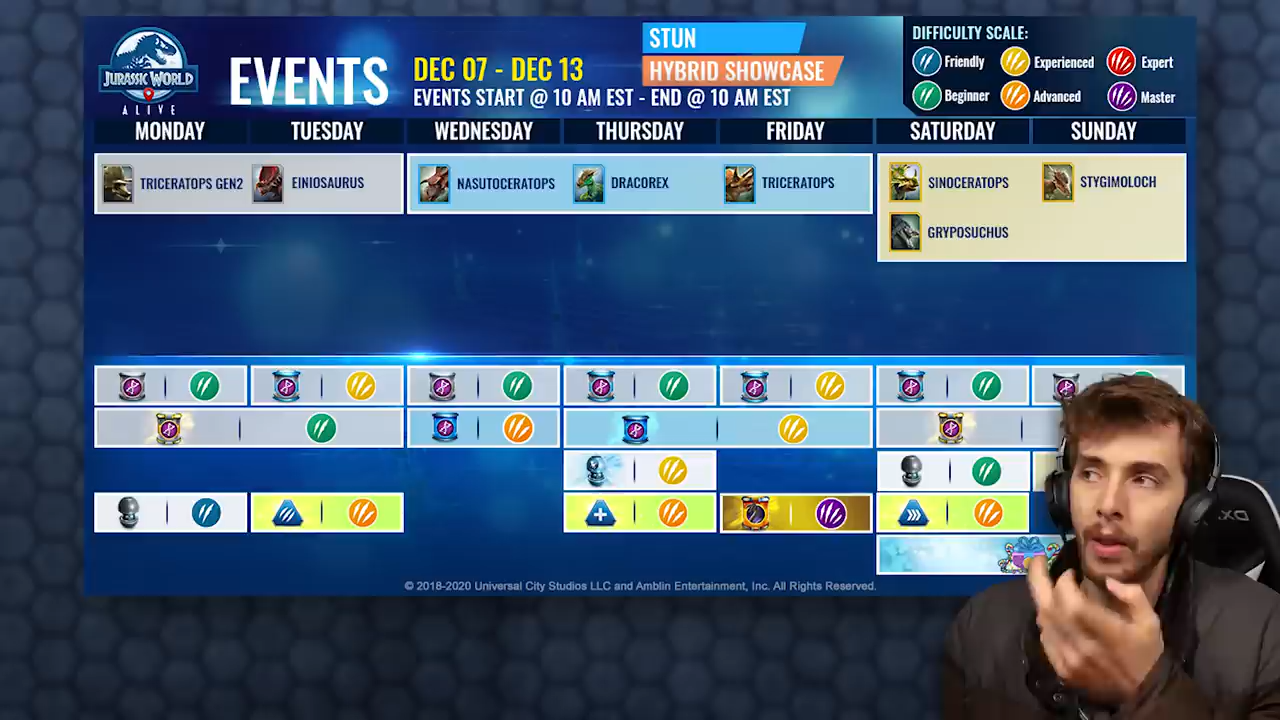 JURASSIC WORLD
ALIVE
EVENTS
DEC 07 - DEC 13
EVENTS START @ 10 AM EST - END @ 10 AM EST
STUN
HYBRID SHOWCASE
DIFFICULTY SCALE:
Friendly
Experienced
Expert
Beginner
Advanced
Master
MONDAY
TUESDAY
WEDNESDAY
THURSDAY
FRIDAY
SATURDAY
SUNDAY
TRICERATOPS GEN2
EINIOSAURUS
NASUTOCERATOPS
DRACOREX
TRICERATOPS
SINOCERATOPS
STYGIMOLOCH
GRYPOSUCHUS
© 2018-2020 Universal City Studios LLC and Amblin Entertainment, Inc. All Rights Reserved.